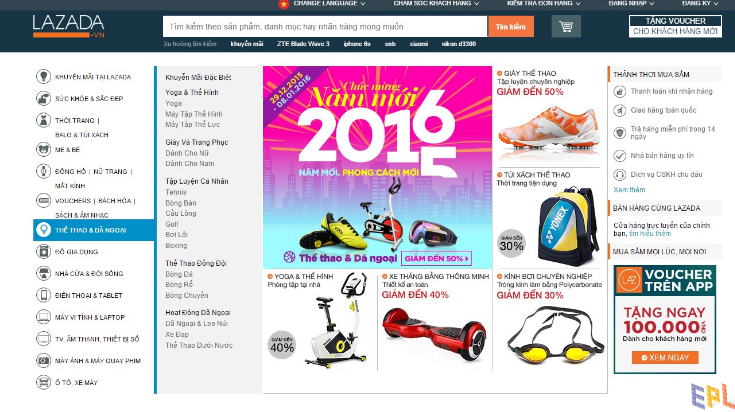 CHANGE LANGUAGE
CHĂM SÓC KHÁCH HÀNG
KIỂM TRA ĐƠN HÀNG
ĐĂNG NHẬP
ĐĂNG KÝ
LAZADA
.VN
Tìm kiếm theo sản phẩm, danh mục hay nhãn hàng mong muốn
Tìm kiếm
TẶNG VOUCHER
CHO KHÁCH HÀNG MỚI
Xu hướng tìm kiếm khuyến mãi ZTE Blade Wave 3 iphone 6s usb xiaomi nikon d3300
KHUYẾN MÃI TẠI LAZADA
SỨC KHỎE & SẮC ĐẸP
THỜI TRANG |
BALO & TÚI XÁCH
MẸ & BÉ
ĐỒNG HỒ | NỮ TRANG |
MẮT KÍNH
VOUCHERS | BÁCH HÓA |
SÁCH & ÂM NHẠC
THỂ THAO & DÃ NGOẠI
ĐỒ GIA DỤNG
NHÀ CỬA & ĐỜI SỐNG
ĐIỆN THOẠI & TABLET
MÁY VI TÍNH & LAPTOP
TV, ÂM THANH, THIẾT BỊ SỐ
MÁY ẢNH & MÁY QUAY PHIM
Ô TÔ, XE MÁY
Khuyến Mãi Đặc Biệt
Yoga & Thể Hình
Yoga
Máy Tập Thể Hình
Máy Tập Thể Lực
Giày Và Trang Phục
Dành Cho Nữ
Dành Cho Nam
Tập Luyện Cá Nhân
Tennis
Bóng Bàn
Cầu Lông
Golf
Bơi Lội
Boxing
Thể Thao Đồng Đội
Bóng Đá
Bóng Rổ
Bóng Chuyền
Hoạt Động Dã Ngoại
Dã Ngoại & Leo Núi
Xe Đạp
Thể Thao Dưới Nước
29.12.2015
- 08.01.2016
Chúc mừng
Năm mới
2016
5
NĂM MỚI, PHONG CÁCH MỚI
Thể thao & Dã ngoại
GIẢM ĐẾN 50%
GIÀY THỂ THAO
Tập luyện chuyên nghiệp
GIẢM ĐẾN 50%
TÚI XÁCH THỂ THAO
Thời trang tiện dụng
GIẢM ĐẾN
30%
YONEX
YOGA & THỂ HÌNH
Phòng tập tại nhà
GIẢM ĐẾN
40%
XE THĂNG BẰNG THÔNG MINH
Thiết kế an toàn
GIẢM ĐẾN 40%
KÍNH BƠI CHUYÊN NGHIỆP
Tròng kính làm bằng Polycarbonate
GIẢM ĐẾN 30%
THẢNH THƠI MUA SẮM
Thanh toán khi nhận hàng
Giao hàng toàn quốc
Trả hàng miễn phí trong 14
ngày
Nhà bán hàng uy tín
Dịch vụ CSKH chu đáo
Xem thêm
BÁN HÀNG CÙNG LAZADA
Cửa hàng trực tuyến của chính
bạn, tìm hiểu thêm
MUA SẮM MỌI LÚC, MỌI NƠI
LAZ
VOUCHER
TRÊN APP
TẶNG NGAY
100.000
Dành cho khách hàng mới
XEM NGAY
EPL